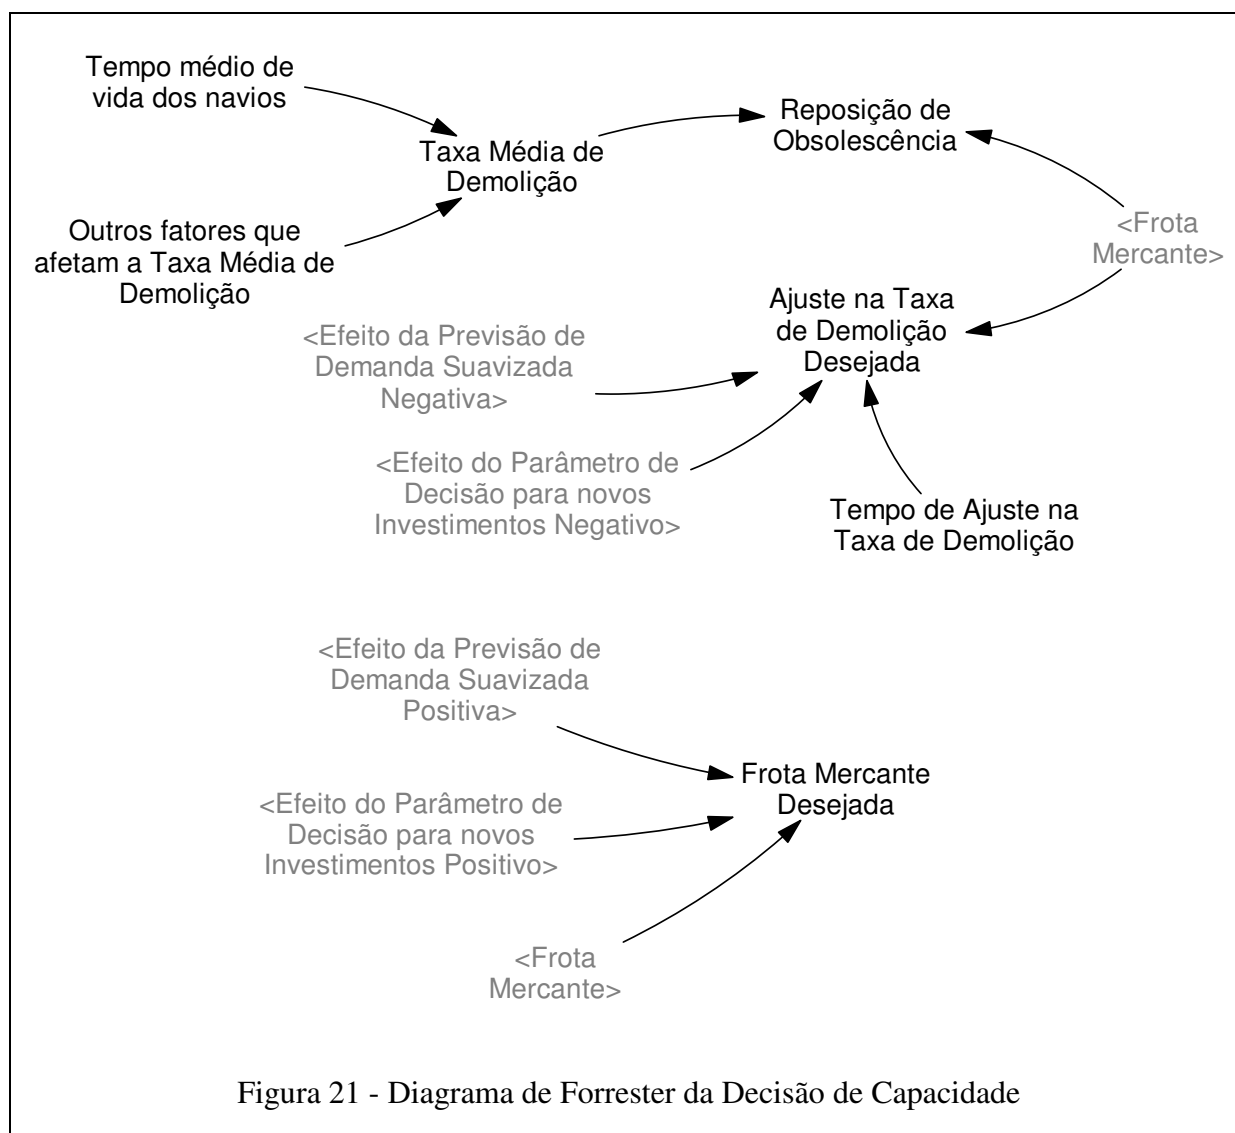 Tempo médio de
vida dos navios
Reposição de
Obsolescência
Taxa Média de
Demolição
Outros fatores que
afetam a Taxa Média de
Demolição
<Frota
Mercante>
Ajuste na Taxa
de Demolição
Desejada
<Efeito da Previsão de
Demanda Suavizada
Negativa>
<Efeito do Parâmetro de
Decisão para novos
Investimentos Negativo>
Tempo de Ajuste na
Taxa de Demolição
<Efeito da Previsão de
Demanda Suavizada
Positiva>
Frota Mercante
Desejada
<Efeito do Parâmetro de
Decisão para novos
Investimentos Positivo>
<Frota
Mercante>
Figura 21 - Diagrama de Forrester da Decisão de Capacidade